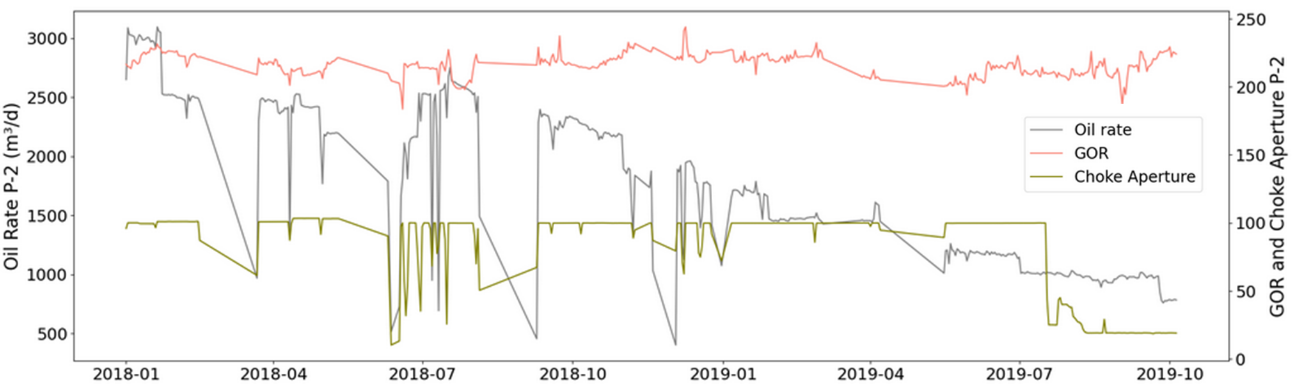 Oil Rate P-2 (m³/d)
3000
2500
2000
1500
1000
500
250
200
150
100
50
0
GOR and Choke Aperture P-2
Oil rate
GOR
Choke Aperture
2018-01 2018-04 2018-07 2018-10 2019-01 2019-04 2019-07 2019-10